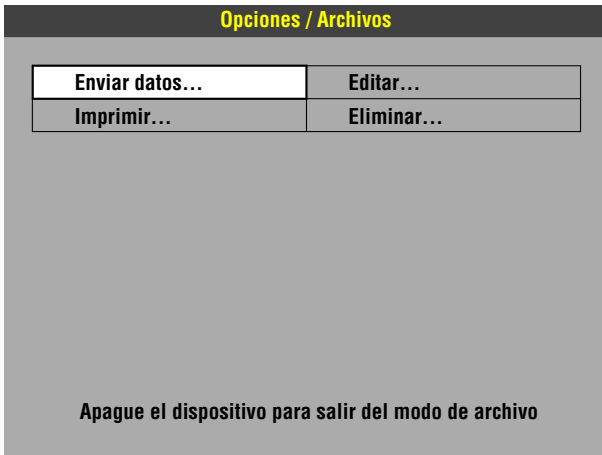 Opciones / Archivos
Enviar datos... Editar...
Imprimir... Eliminar...
Apague el dispositivo para salir del modo de archivo